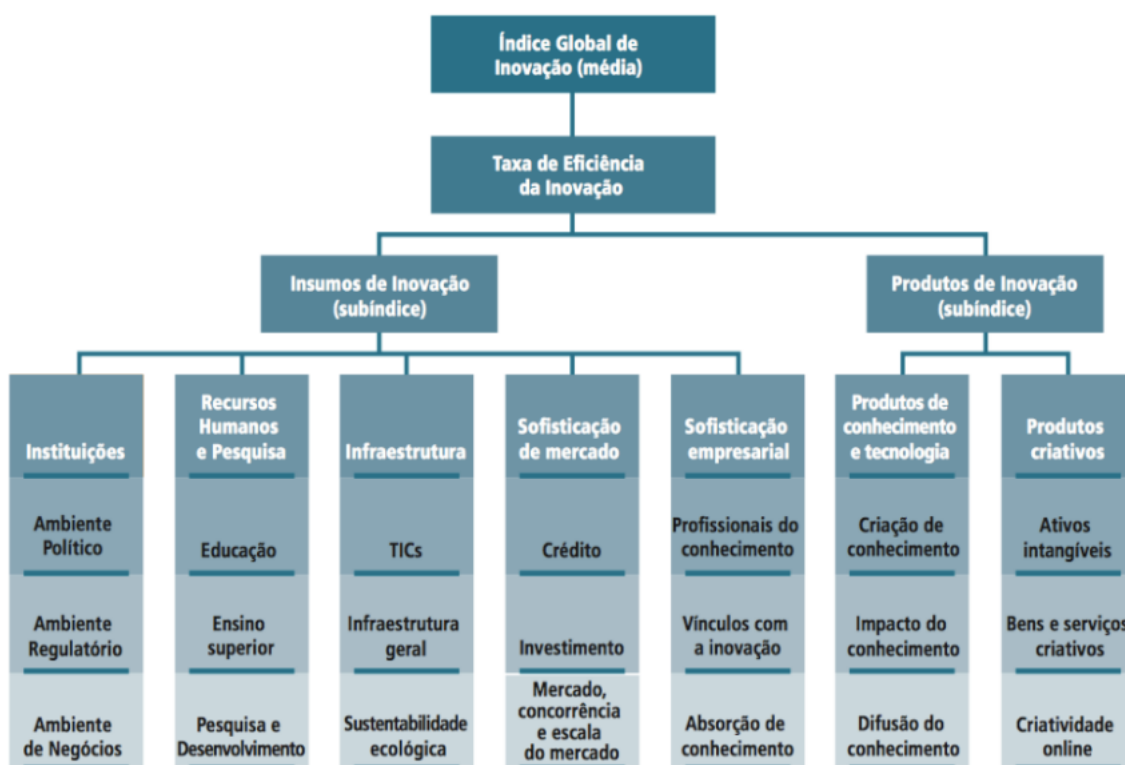 Índice Global de
Inovação (média)
Taxa de Eficiência
da Inovação
Insumos de Inovação
(subíndice)
Produtos de Inovação
(subíndice)
Instituições
Recursos
Humanos
e Pesquisa
Infraestrutura
Sofisticação
de mercado
Sofisticação
empresarial
Produtos de
conhecimento
e tecnologia
Produtos
criativos
Ambiente
Político
Educação
TICs
Crédito
Profissionais do
conhecimento
Criação de
conhecimento
Ativos
intangíveis
Ambiente
Regulatório
Ensino
superior
Infraestrutura
geral
Investimento
Vínculos com
a inovação
Impacto do
conhecimento
Bens e serviços
criativos
Ambiente
de Negócios
Pesquisa e
Desenvolvimento
Sustentabilidade
ecológica
Mercado,
concorrência
e escala
do mercado
Absorção de
conhecimento
Difusão do
conhecimento
Criatividade
online